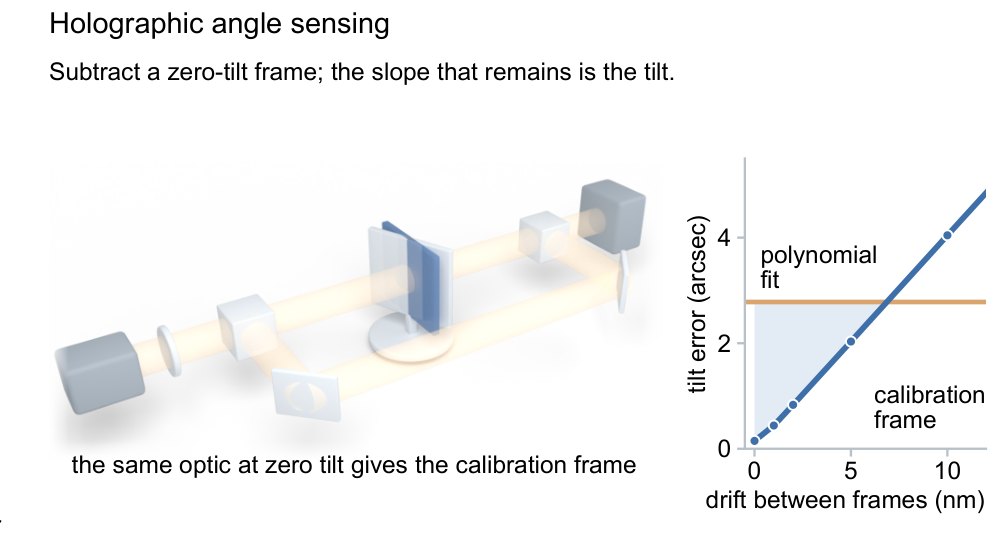 Holographic angle sensing
Subtract a zero-tilt frame; the slope that remains is the tilt.
the same optic at zero tilt gives the calibration frame
tilt error (arcsec)
4
2
0
polynomial
fit
calibration
frame
0 5 10
drift between frames (nm)